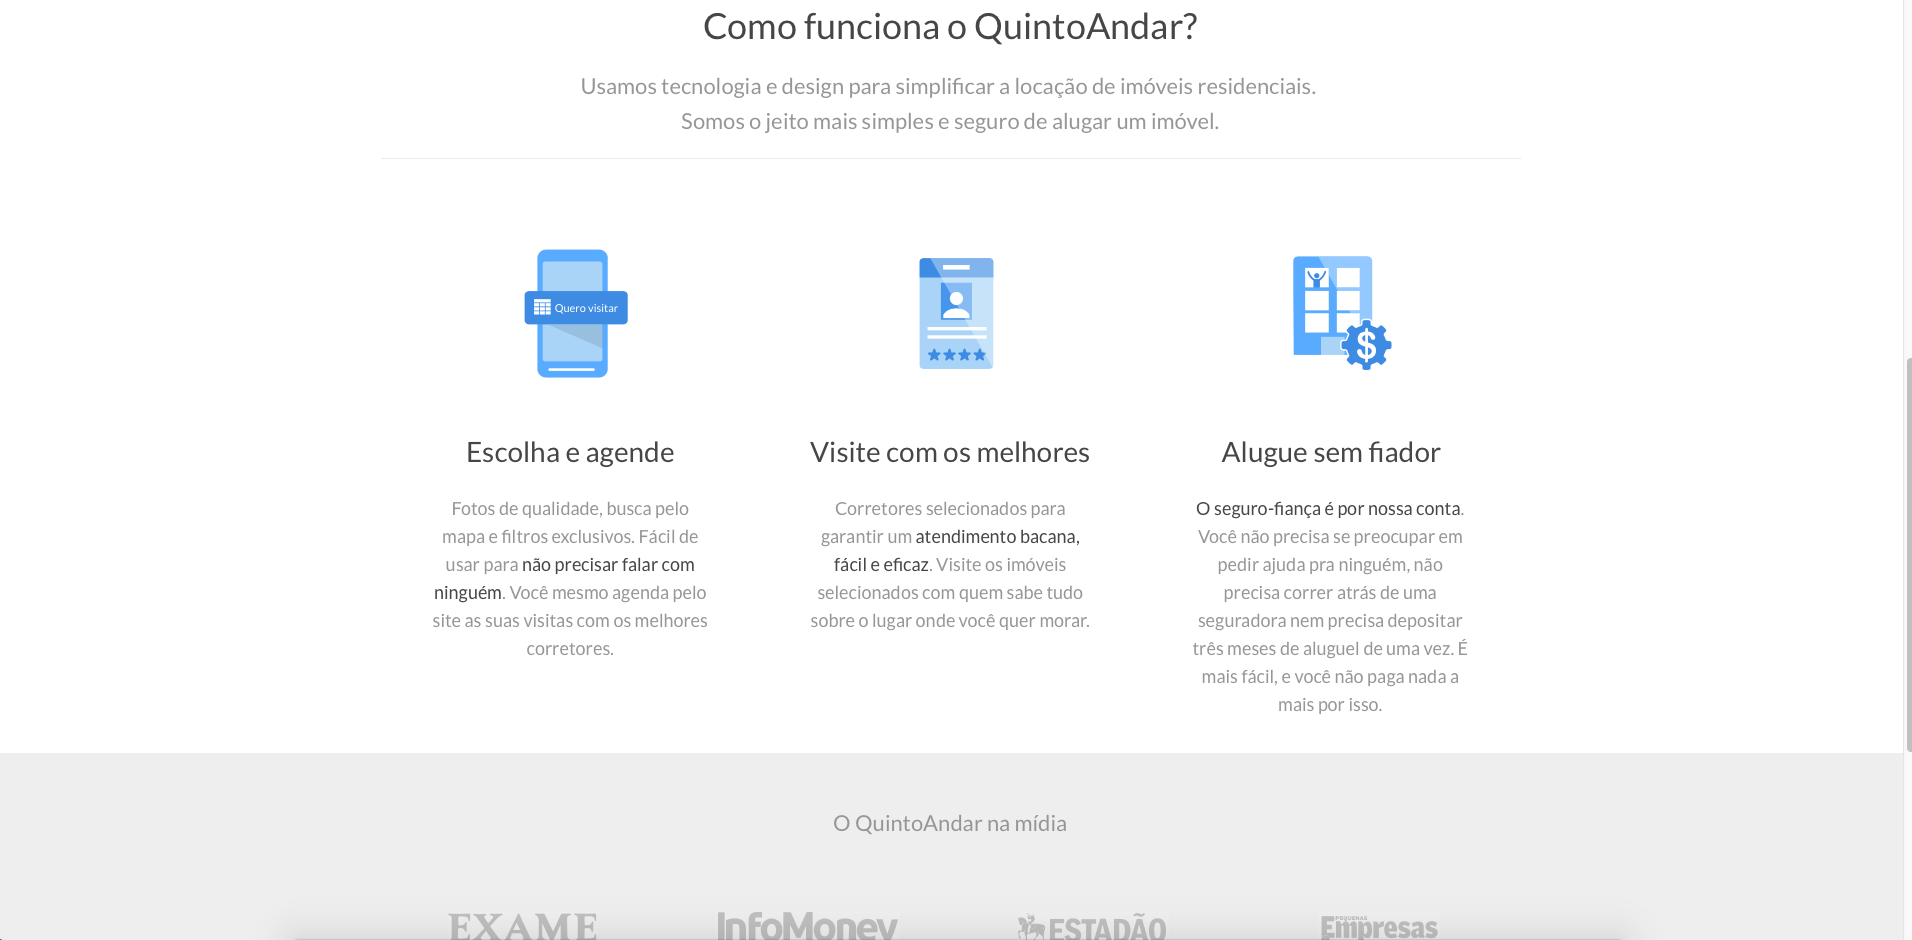 Como funciona o QuintoAndar?
Usamos tecnologia e design para simplificar a locação de imóveis residenciais.
Somos o jeito mais simples e seguro de alugar um imóvel.
Quero visitar
$
Escolha e agende
Fotos de qualidade, busca pelo
mapa e filtros exclusivos. Fácil de
usar para não precisar falar com
ninguém. Você mesmo agenda pelo
site as suas visitas com os melhores
corretores.
Visite com os melhores
Corretores selecionados para
garantir um atendimento bacana,
fácil e eficaz. Visite os imóveis
selecionados com quem sabe tudo
sobre o lugar onde você quer morar.
Alugue sem fiador
O seguro-fiança é por nossa conta.
Você não precisa se preocupar em
pedir ajuda pra ninguém, não
precisa correr atrás de uma
seguradora nem precisa depositar
três meses de aluguel de uma vez. É
mais fácil, e você não paga nada a
mais por isso.
O QuintoAndar na mídia
EXAME
InfoMoney
ESTADÃO
PEQUENAS
Empresas